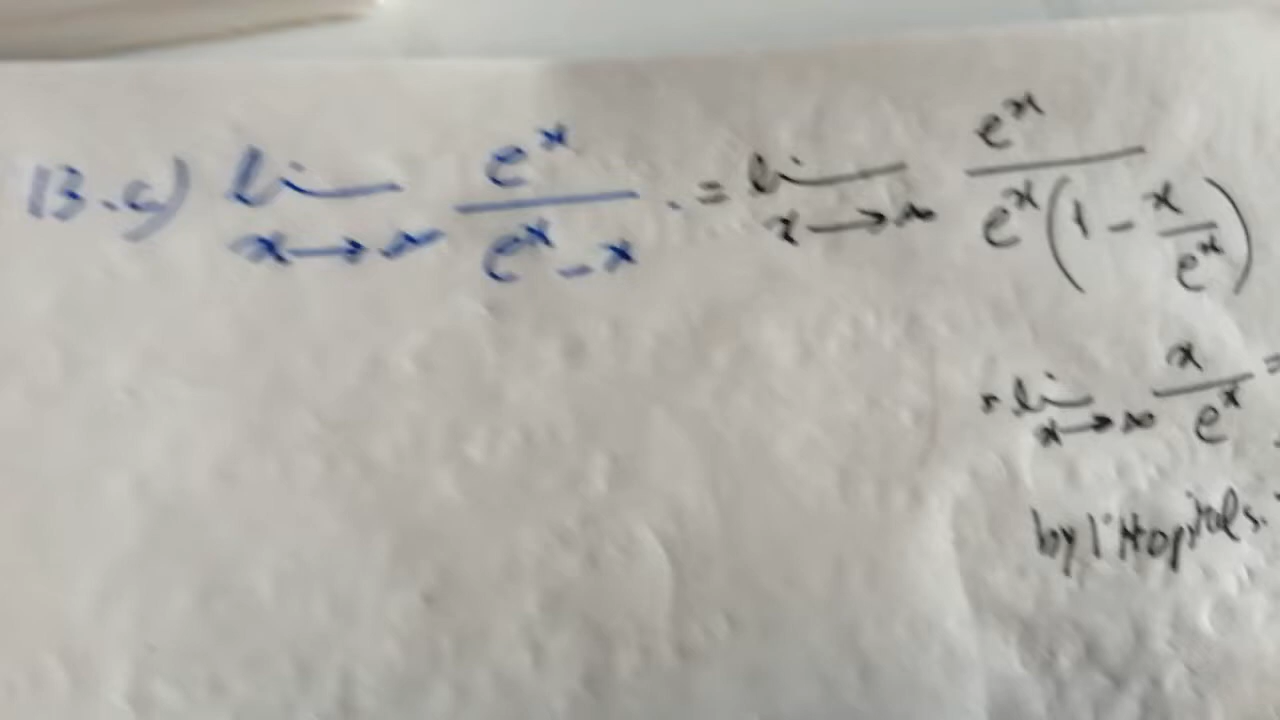 13.c) lim x→∞ e^x / (e^x - x) . = lim x→∞ e^x / (e^x (1 - x/e^x))
• lim x→∞ x/e^x =
by l'Hopitals.